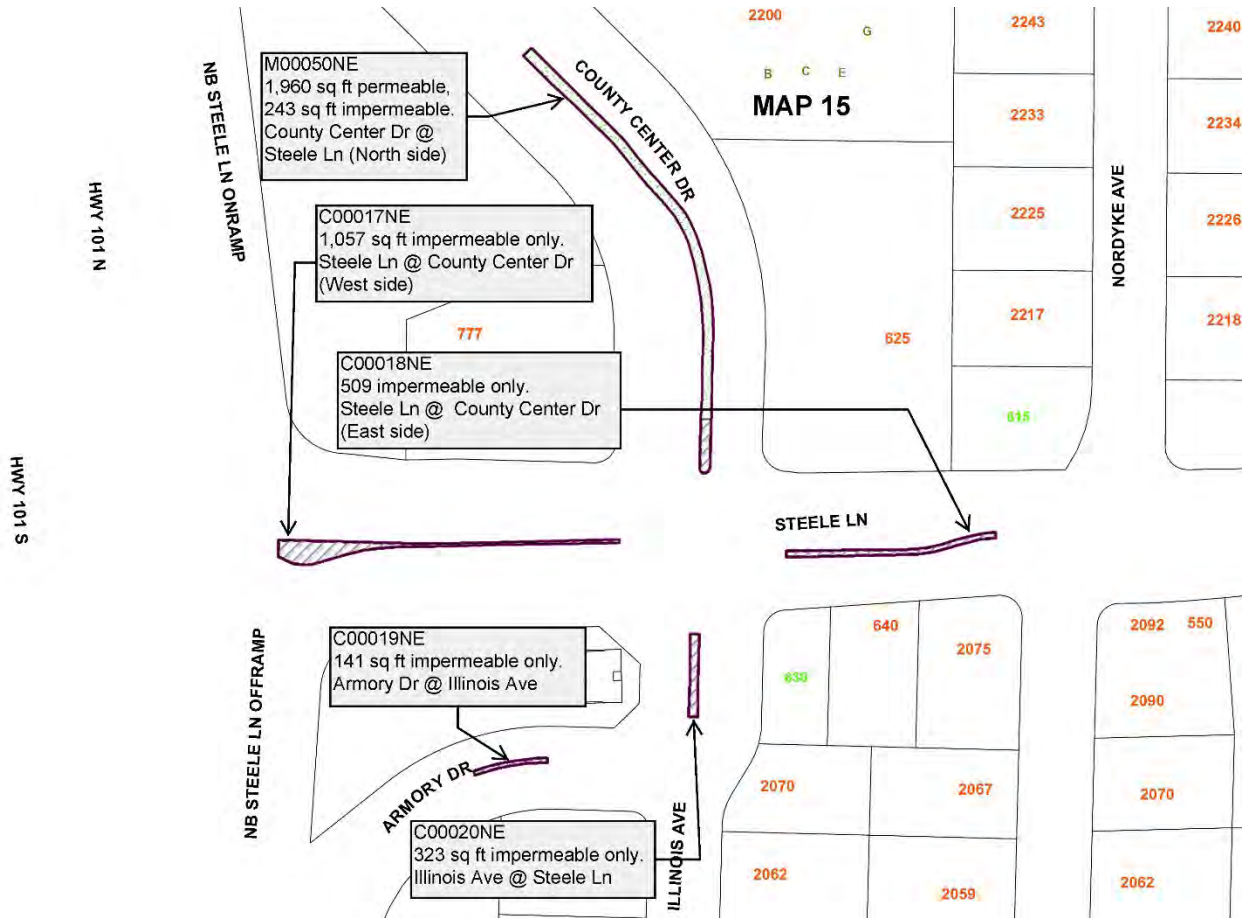 2200
G
2243
2240
M00050NE
1,960 sq ft permeable,
243 sq ft impermeable.
County Center Dr @
Steele Ln (North side)
COUNTY CENTER DR
B C E
MAP 15
2233
2234
NB STEELE LN ONRAMP
HWY 101 N
NORDYKE AVE
C00017NE
1,057 sq ft impermeable only.
Steele Ln @ County Center Dr
(West side)
2225
2226
777
625
2217
2218
C00018NE
509 impermeable only.
Steele Ln @ County Center Dr
(East side)
615
HWY 101 S
STEELE LN
NB STEELE LN OFFRAMP
C00019NE
141 sq ft impermeable only.
Armory Dr @ Illinois Ave
640
2075
2092 550
630
2090
ARMORY DR
2070
2067
2070
C00020NE
323 sq ft impermeable only.
Illinois Ave @ Steele Ln
ILLINOIS AVE
2062
2059
2062